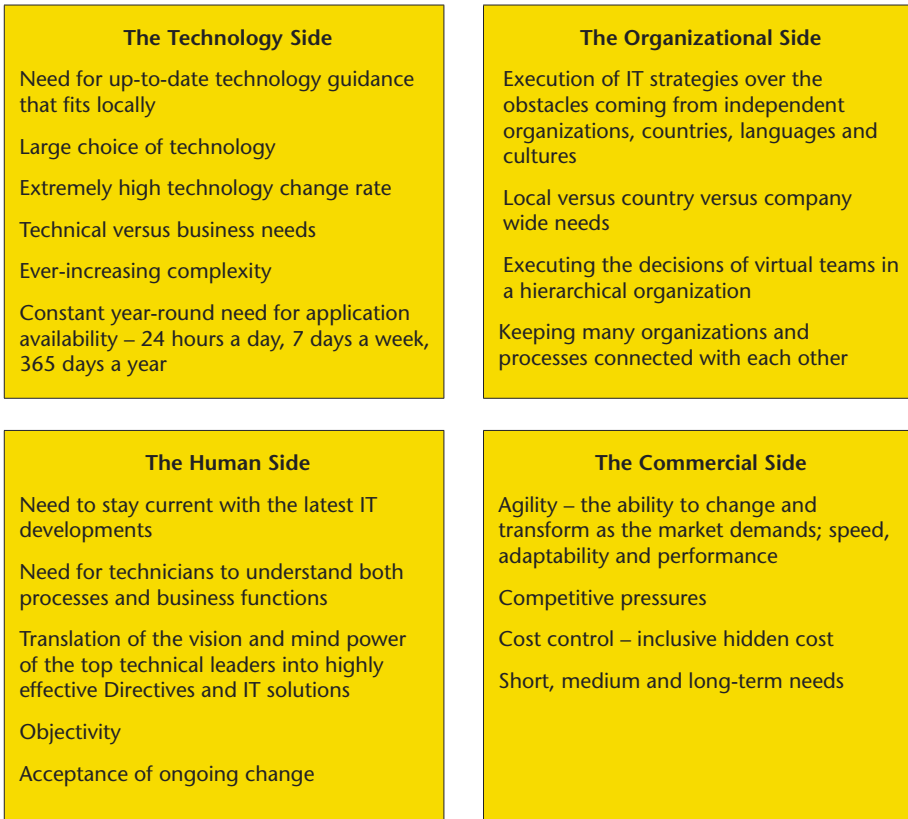 The Technology Side
Need for up-to-date technology guidance
that fits locally
Large choice of technology
Extremely high technology change rate
Technical versus business needs
Ever-increasing complexity
Constant year-round need for application
availability – 24 hours a day, 7 days a week,
365 days a year
The Organizational Side
Execution of IT strategies over the
obstacles coming from independent
organizations, countries, languages and
cultures
Local versus country versus company
wide needs
Executing the decisions of virtual teams in
a hierarchical organization
Keeping many organizations and
processes connected with each other
The Human Side
Need to stay current with the latest IT
developments
Need for technicians to understand both
processes and business functions
Translation of the vision and mind power
of the top technical leaders into highly
effective Directives and IT solutions
Objectivity
Acceptance of ongoing change
The Commercial Side
Agility – the ability to change and
transform as the market demands; speed,
adaptability and performance
Competitive pressures
Cost control – inclusive hidden cost
Short, medium and long-term needs